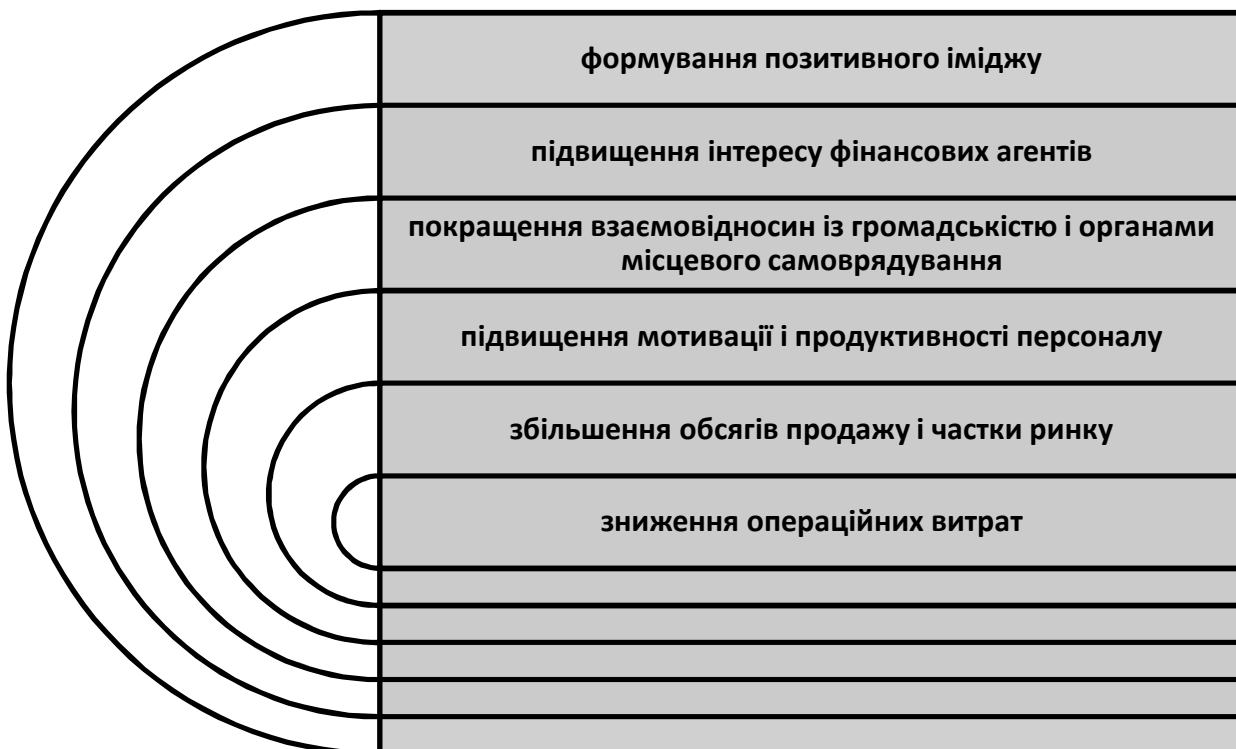 формування позитивного іміджу
підвищення інтересу фінансових агентів
покращення взаємовідносин із громадськістю і органами
місцевого самоврядування
підвищення мотивації і продуктивності персоналу
збільшення обсягів продажу і частки ринку
зниження операційних витрат